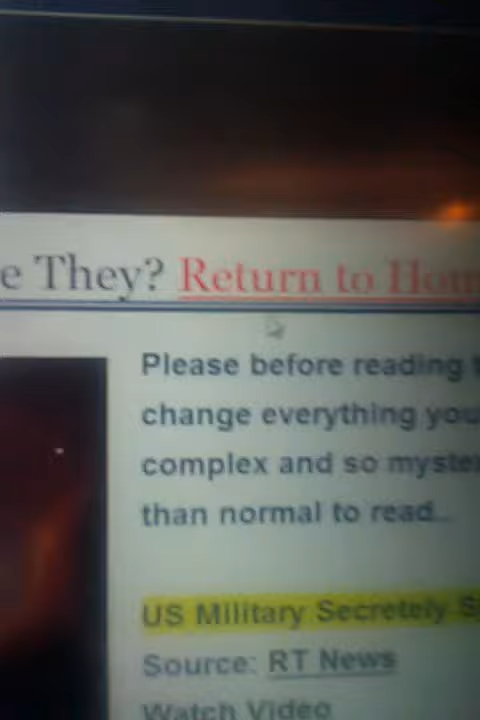 e They? Return to Hom
Please before reading t
change everything you
complex and so myste
than normal to read...
US Military Secretely S
Source: RT News
Watch Video